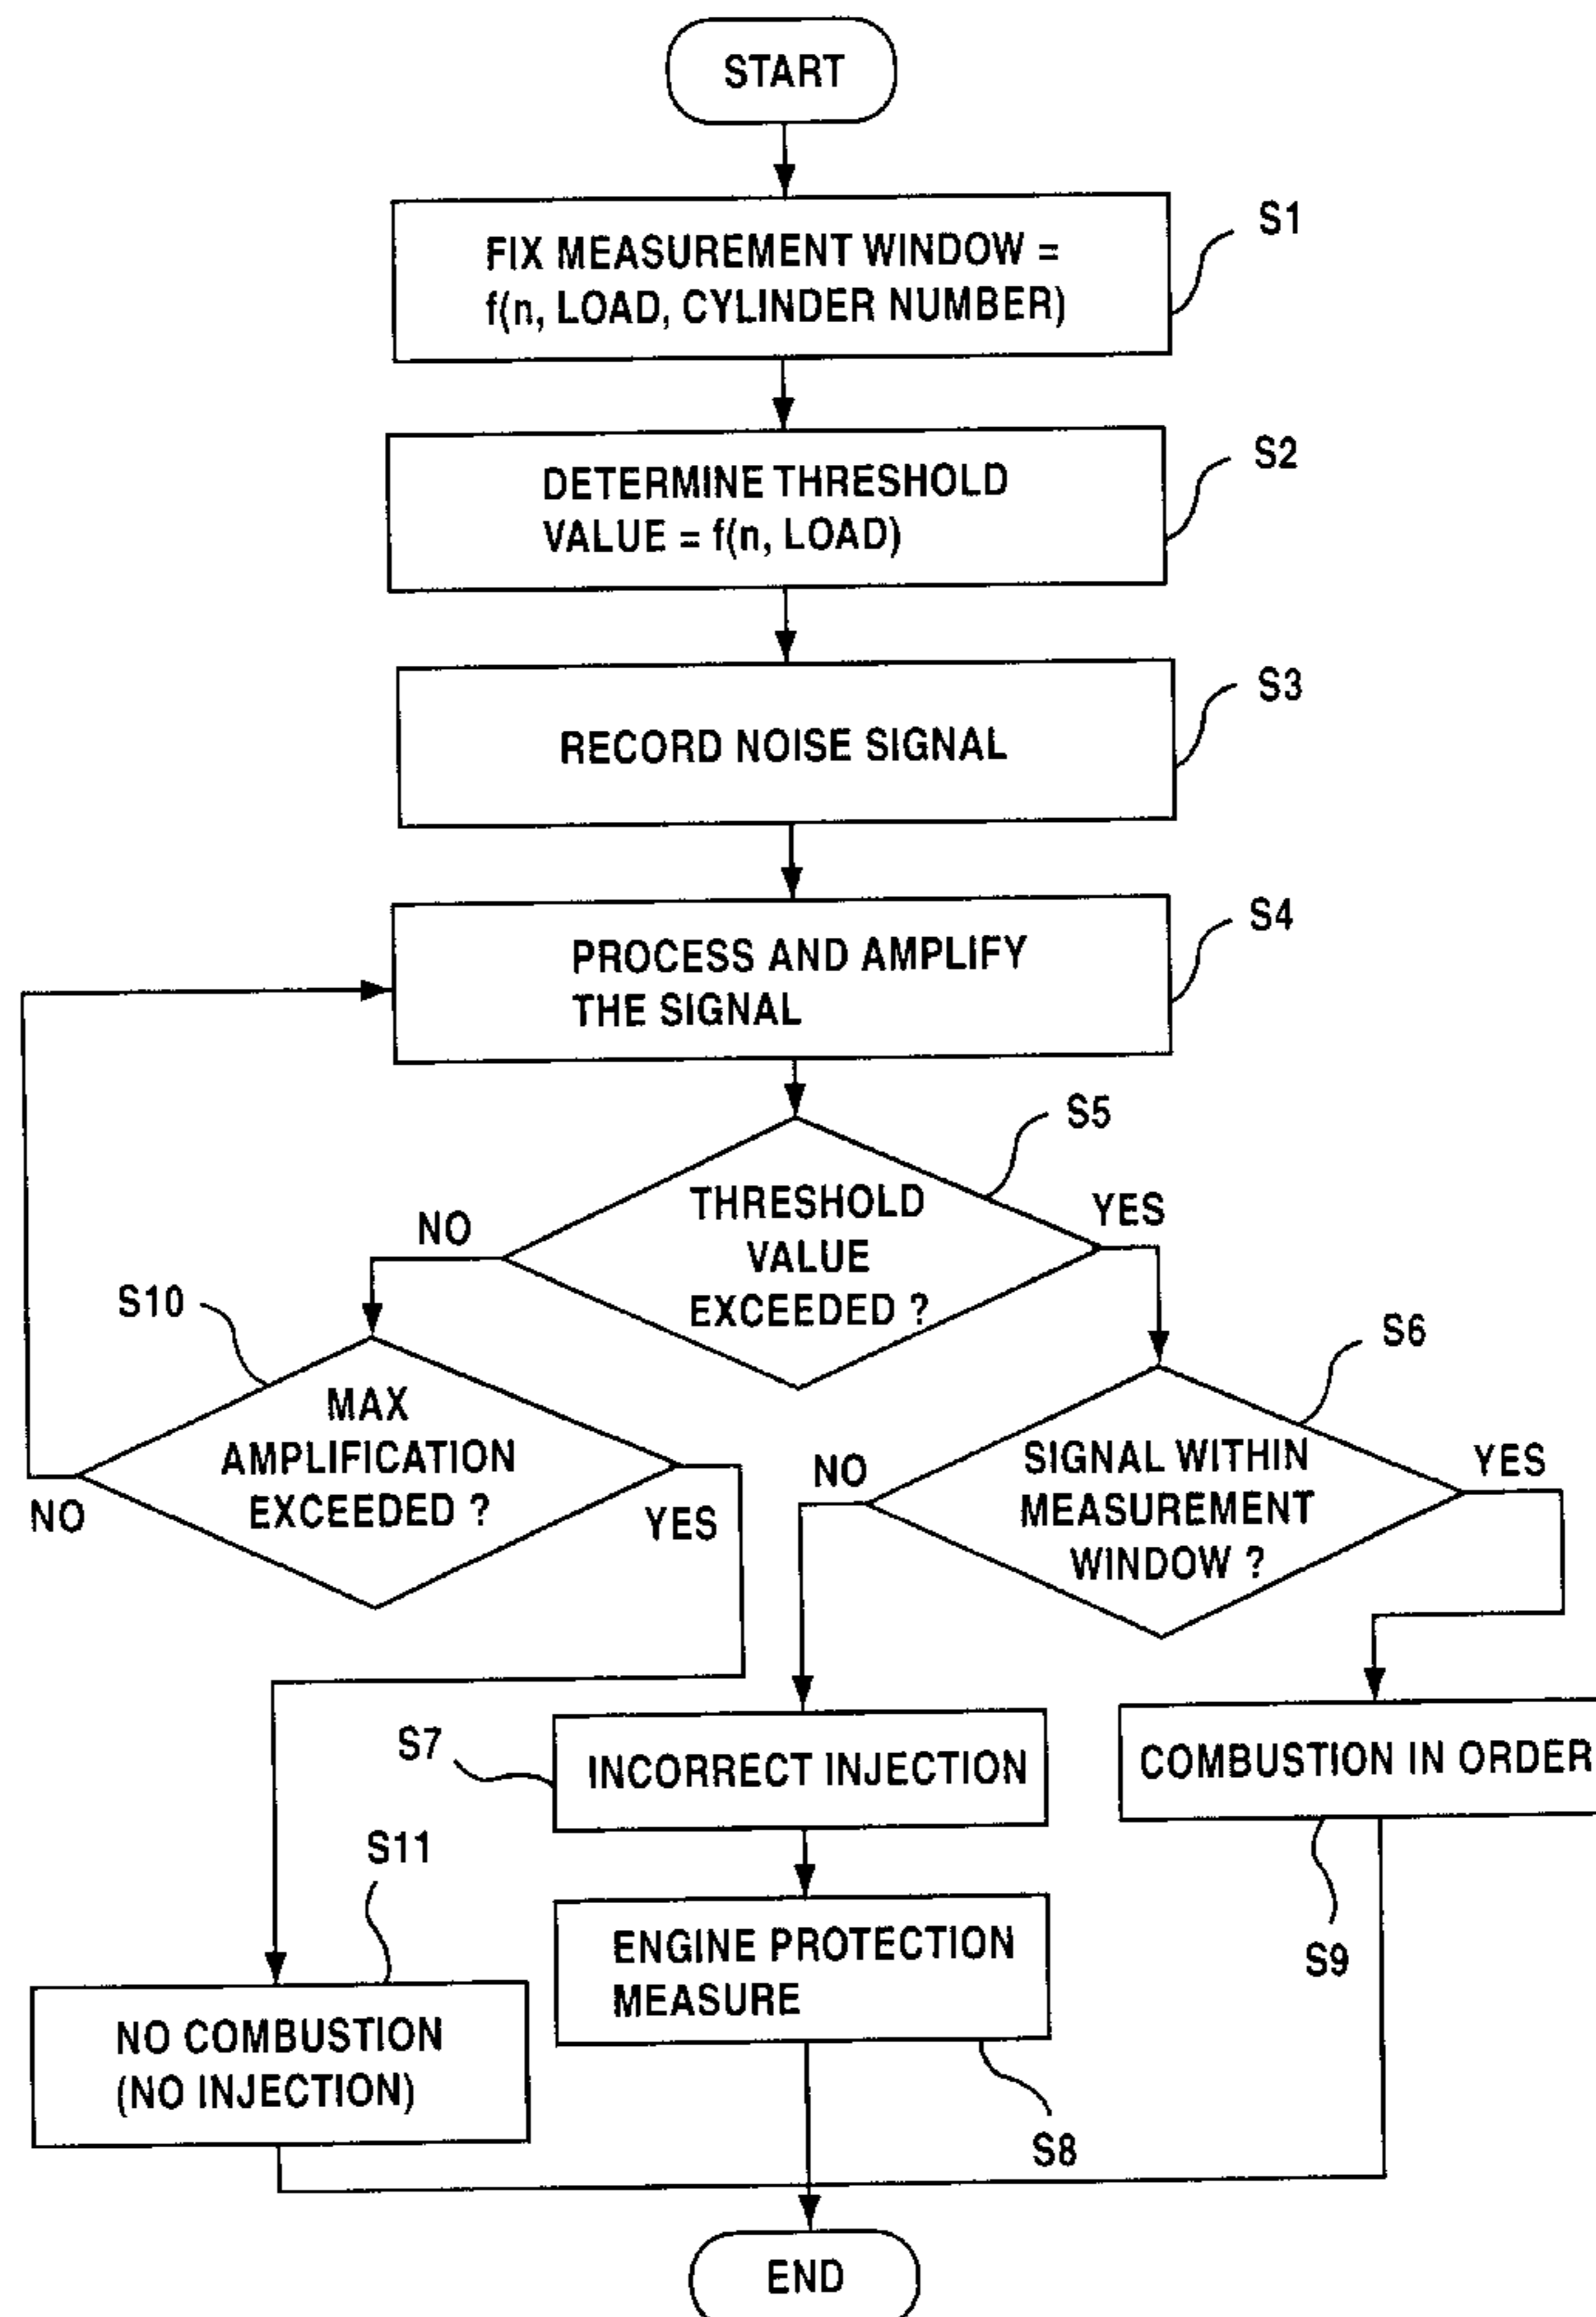 START
S1
FIX MEASUREMENT WINDOW =
f(n, LOAD, CYLINDER NUMBER)
S2
DETERMINE THRESHOLD
VALUE = f(n, LOAD)
S3
RECORD NOISE SIGNAL
S4
PROCESS AND AMPLIFY
THE SIGNAL
S5
THRESHOLD
VALUE
EXCEEDED ?
NO
YES
S10
MAX
AMPLIFICATION
EXCEEDED ?
NO
YES
S6
SIGNAL WITHIN
MEASUREMENT
WINDOW ?
NO
YES
S7
INCORRECT INJECTION
COMBUSTION IN ORDER
S9
S11
NO COMBUSTION
(NO INJECTION)
ENGINE PROTECTION
MEASURE
S8
END